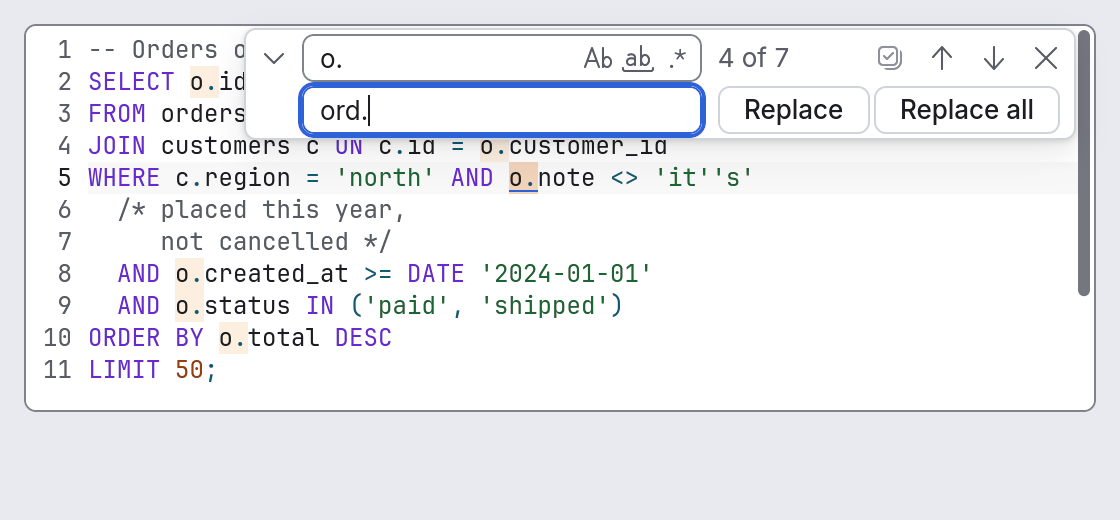 1 -- Orders
o. Ab ab .* 4 of 7
2 SELECT o.id
ord. Replace Replace all
3 FROM orders
4 JOIN customers c ON c.id = o.customer_id
5 WHERE c.region = 'north' AND o.note <> 'it''s'
6 /* placed this year,
7 not cancelled */
8 AND o.created_at >= DATE '2024-01-01'
9 AND o.status IN ('paid', 'shipped')
10 ORDER BY o.total DESC
11 LIMIT 50;